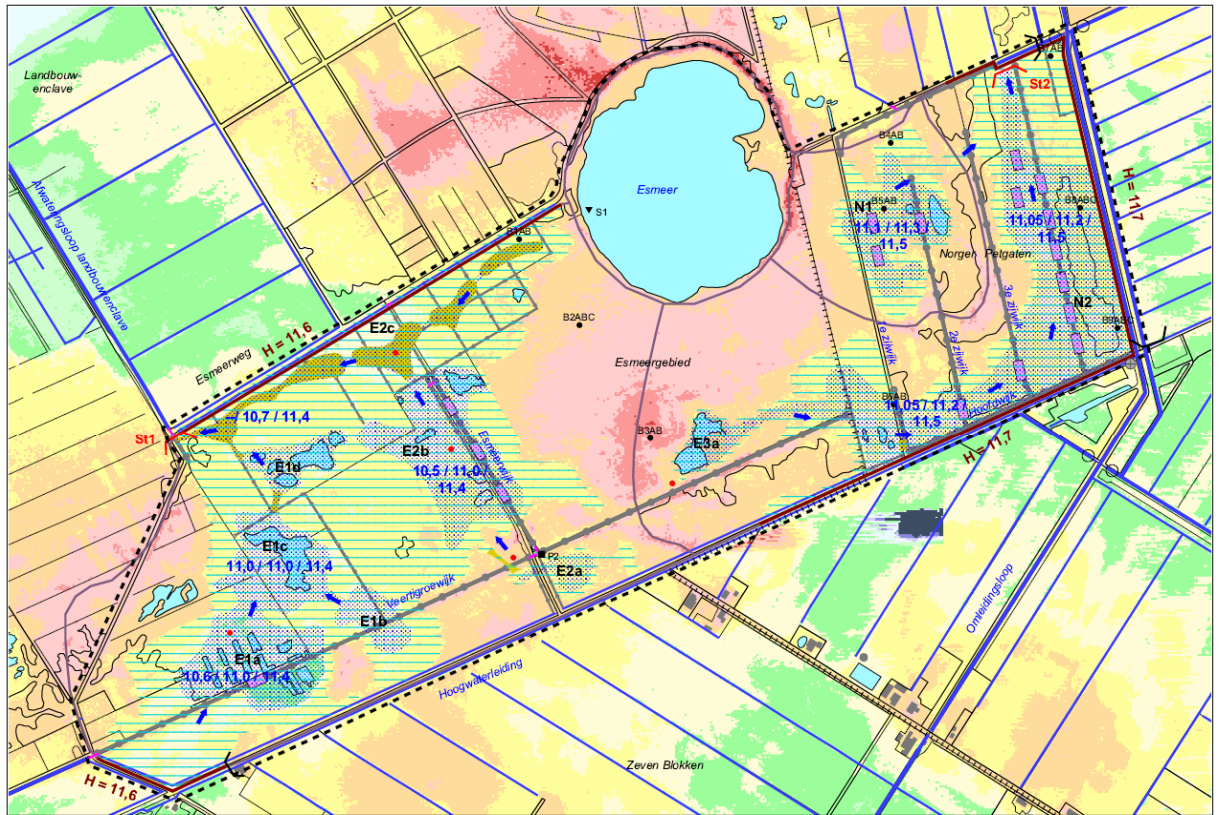 Landbouw-
enclave
B7AB
St2
Afwateringsloop landbouwenclave
B4AB
Esmeer
S1
H = 11,7
N1
B5AB
11,1 / 11,3 /
11,5
B8ABC
11,05 / 11,2 /
11,5
B1AB
Norger Petgaten
3e zijwijk
N2
E2c
B2ABC
B9ABC
H = 11,6
Esmeerweg
1e zijwijk
2e zijwijk
Esmeergebied
-- / 10,7 / 11,4
St1
Esmeerwijk
11,05 / 11,2 /
11,5
Hoofdwijk
B3AB
E3a
H = 11,7
E2b
10,5 / 11,0 /
11,4
E1d
E1c
11,0 / 11,0 / 11,4
P2
E2a
Veertigroewijk
E1b
Omleidingsloop
E1a
10,6 / 11,0 / 11,4
Hoogwaterleiding
Zeven Blokken
H = 11,6